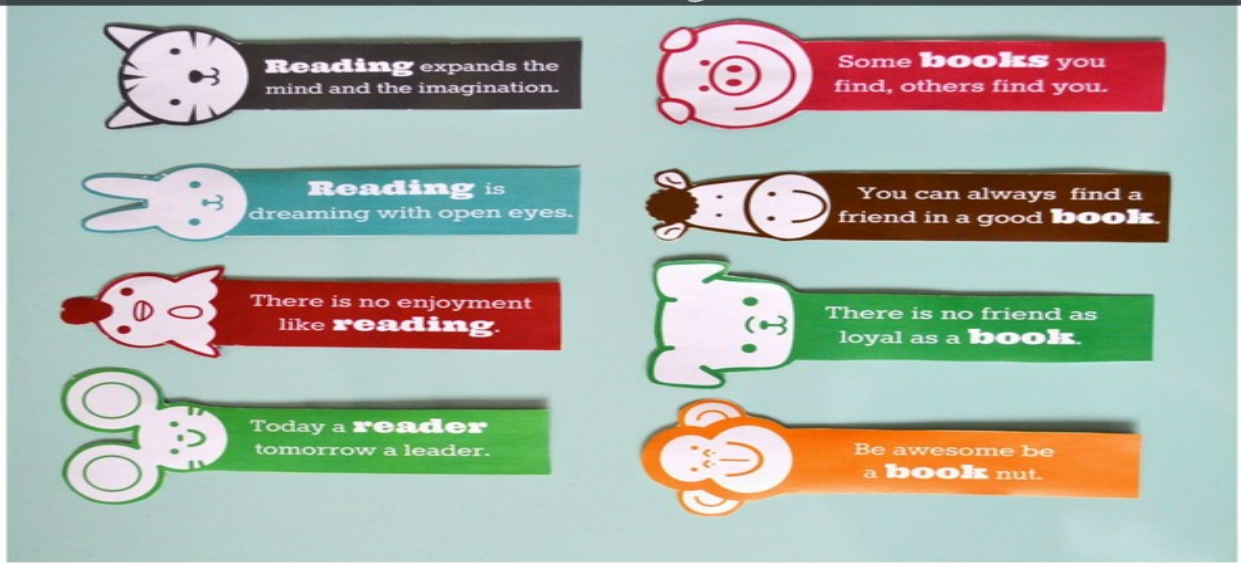 Reading expands the
mind and the imagination.
Reading is
dreaming with open eyes.
There is no enjoyment
like reading.
Today a reader
tomorrow a leader.
Some books you
find, others find you.
You can always find a
friend in a good book.
There is no friend as
loyal as a book.
Be awesome be
a book nut.